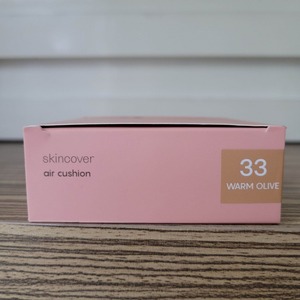 skincover
air cushion
33
WARM OLIVE